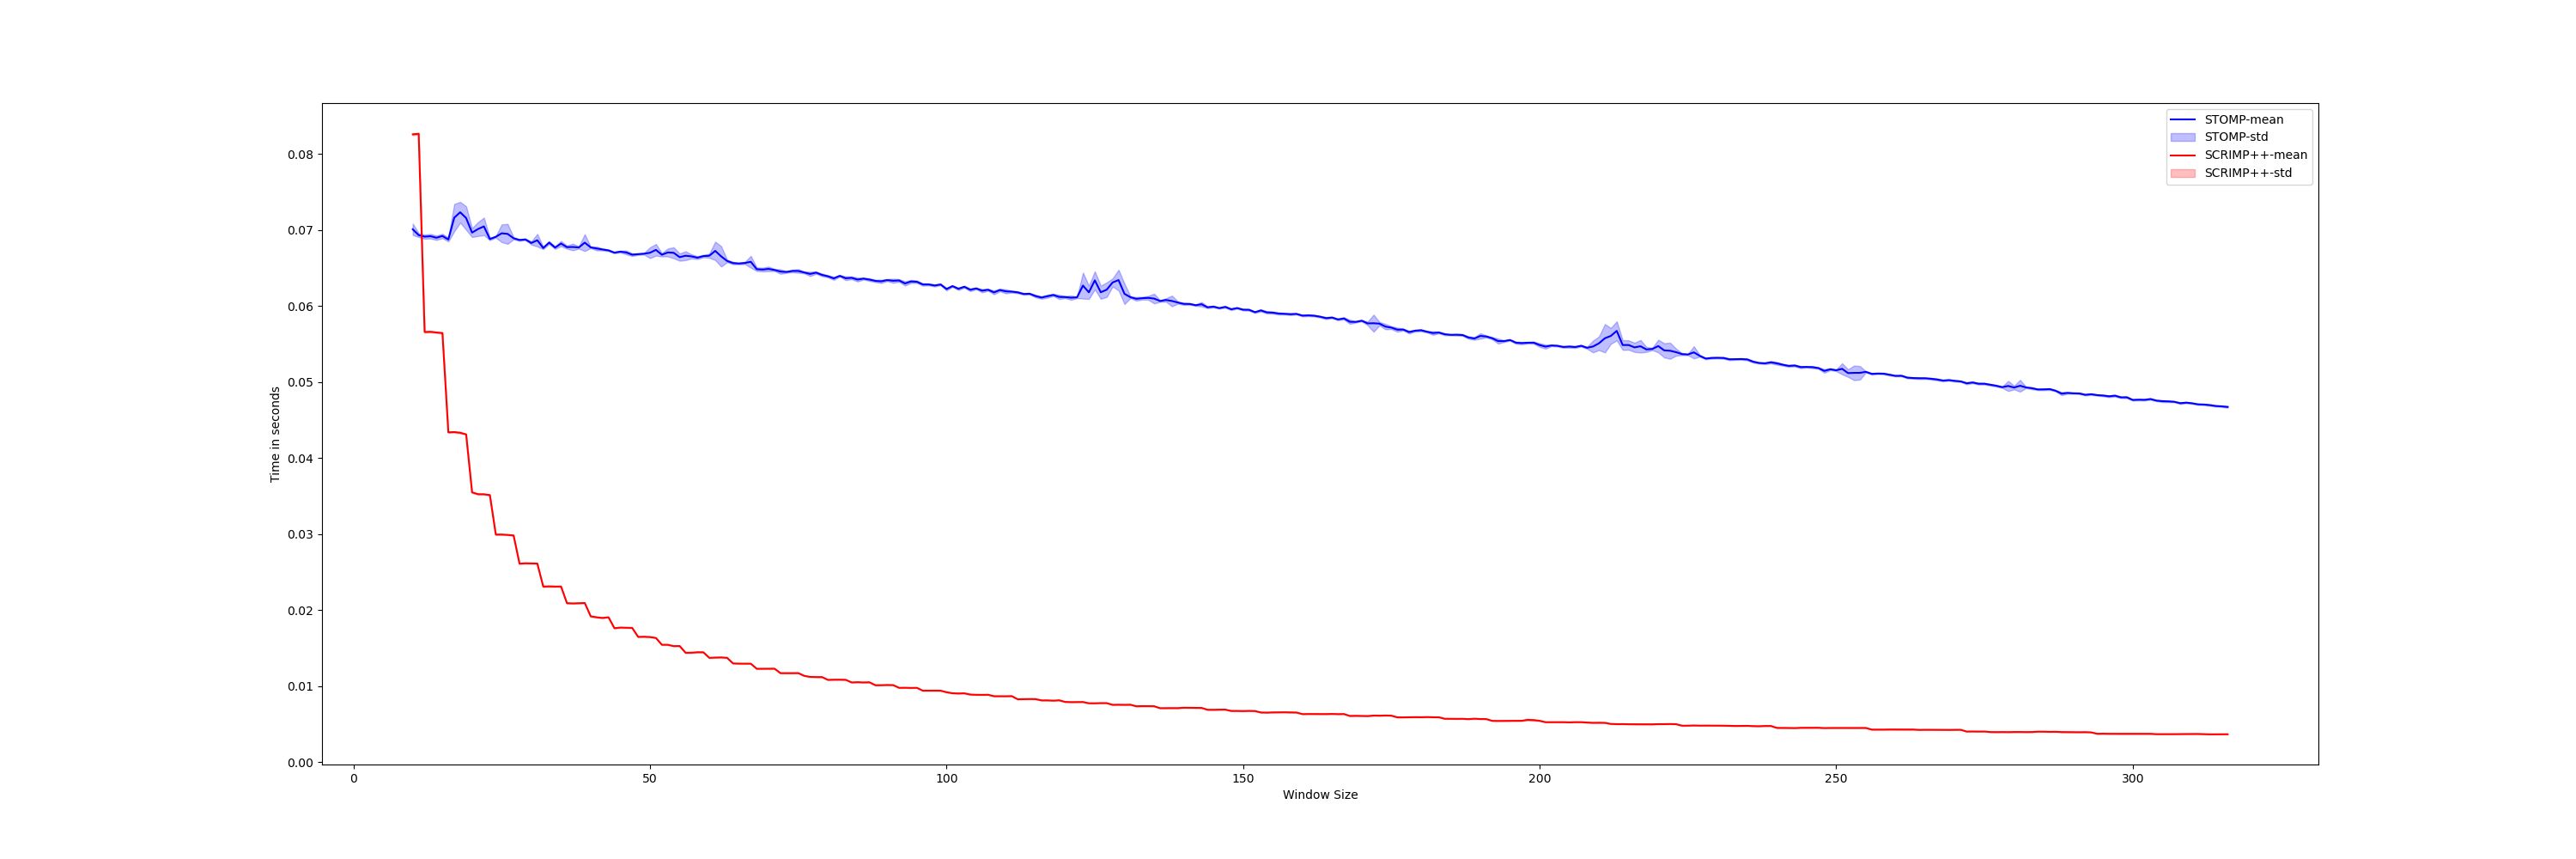 STOMP-mean
STOMP-std
SCRIMP++-mean
SCRIMP++-std
0.08
0.07
0.06
0.05
0.04
0.03
0.02
0.01
0.00
Time in seconds
0 50 100 150 200 250 300
Window Size